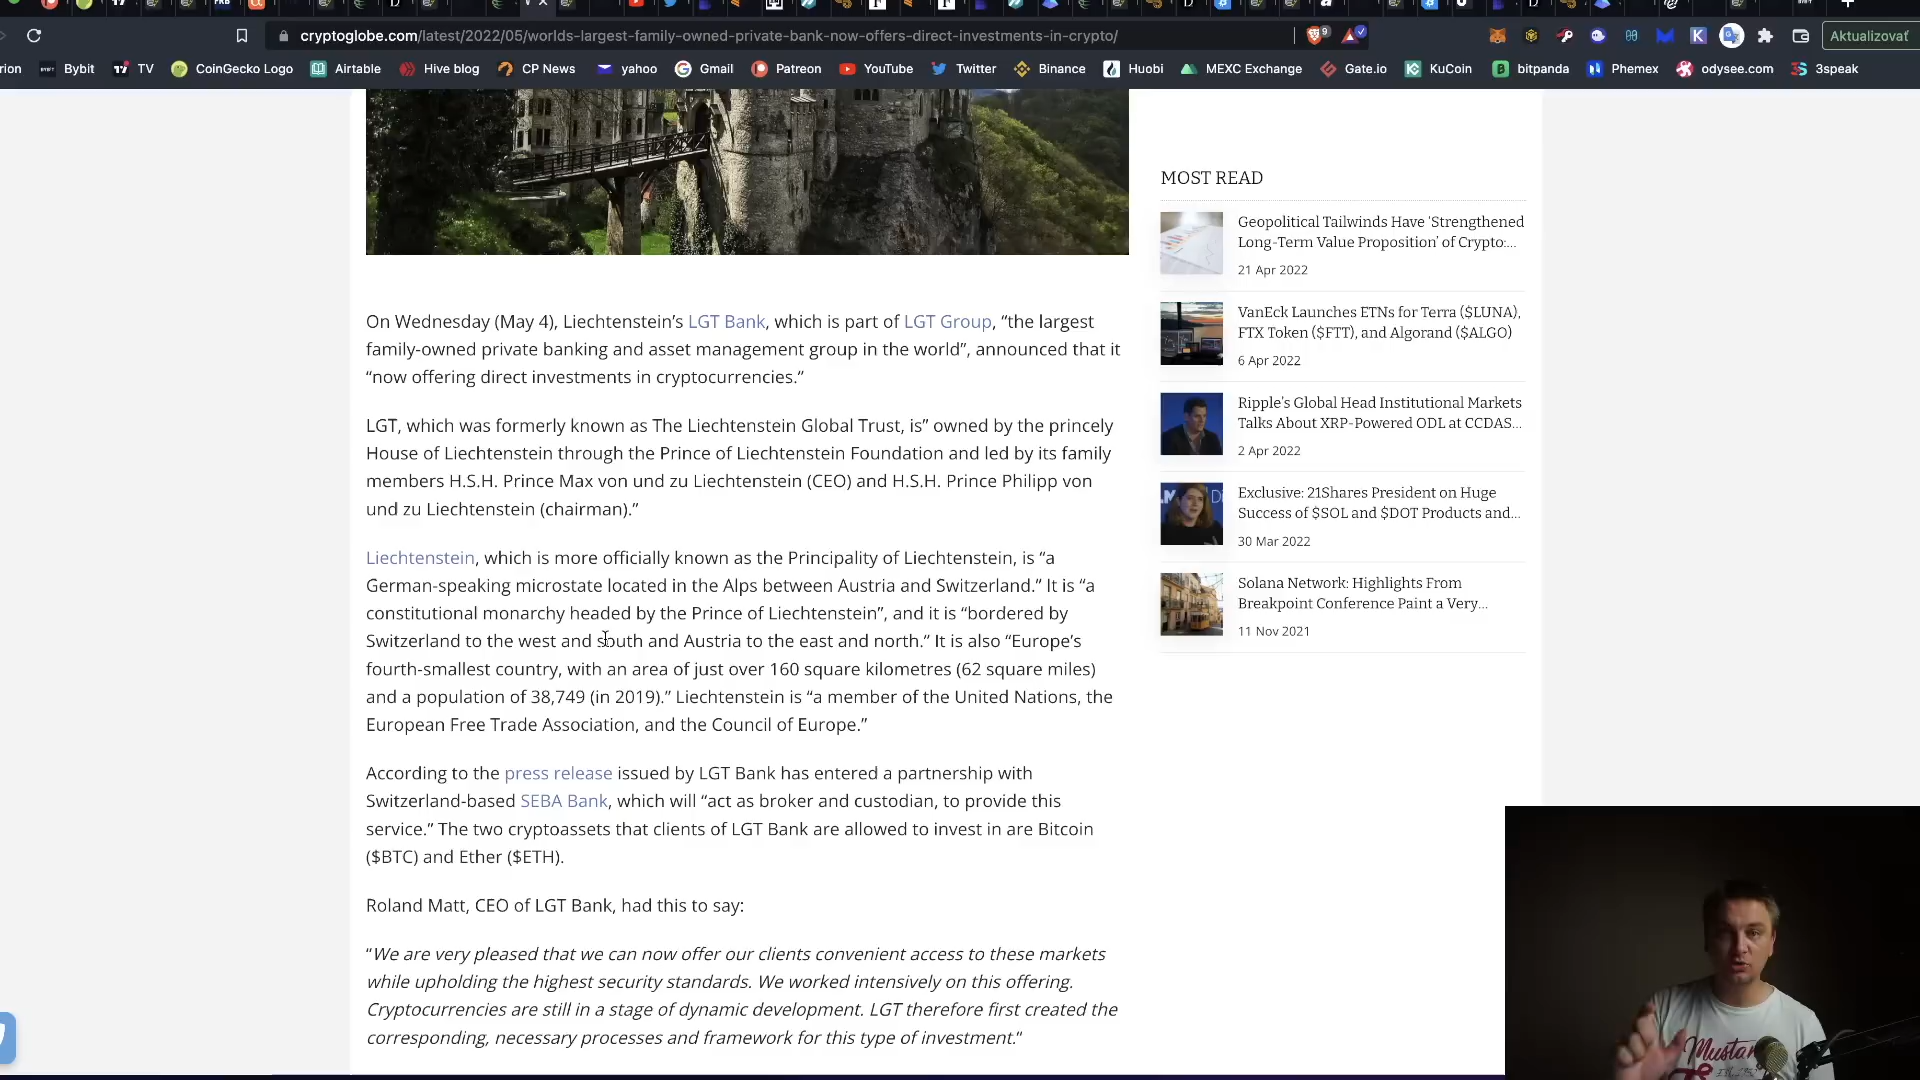 cryptoglobe.com/latest/2022/05/worlds-largest-family-owned-private-bank-now-offers-direct-investments-in-crypto/
9
Aktualizovať
rion
Bybit
TV
CoinGecko Logo
Airtable
Hive blog
CP News
yahoo
Gmail
Patreon
YouTube
Twitter
Binance
Huobi
MEXC Exchange
Gate.io
KuCoin
bitpanda
Phemex
odysee.com
3speak
On Wednesday (May 4), Liechtenstein’s LGT Bank, which is part of LGT Group, “the largest
family-owned private banking and asset management group in the world”, announced that it
“now offering direct investments in cryptocurrencies.”
LGT, which was formerly known as The Liechtenstein Global Trust, is” owned by the princely
House of Liechtenstein through the Prince of Liechtenstein Foundation and led by its family
members H.S.H. Prince Max von und zu Liechtenstein (CEO) and H.S.H. Prince Philipp von
und zu Liechtenstein (chairman).”
Liechtenstein, which is more officially known as the Principality of Liechtenstein, is “a
German-speaking microstate located in the Alps between Austria and Switzerland.” It is “a
constitutional monarchy headed by the Prince of Liechtenstein”, and it is “bordered by
Switzerland to the west and south and Austria to the east and north.” It is also “Europe’s
fourth-smallest country, with an area of just over 160 square kilometres (62 square miles)
and a population of 38,749 (in 2019).” Liechtenstein is “a member of the United Nations, the
European Free Trade Association, and the Council of Europe.”
According to the press release issued by LGT Bank has entered a partnership with
Switzerland-based SEBA Bank, which will “act as broker and custodian, to provide this
service.” The two cryptoassets that clients of LGT Bank are allowed to invest in are Bitcoin
($BTC) and Ether ($ETH).
Roland Matt, CEO of LGT Bank, had this to say:
“We are very pleased that we can now offer our clients convenient access to these markets
while upholding the highest security standards. We worked intensively on this offering.
Cryptocurrencies are still in a stage of dynamic development. LGT therefore first created the
corresponding, necessary processes and framework for this type of investment.“
MOST READ
Geopolitical Tailwinds Have ‘Strengthened
Long-Term Value Proposition’ of Crypto:...
21 Apr 2022
VanEck Launches ETNs for Terra ($LUNA),
FTX Token ($FTT), and Algorand ($ALGO)
6 Apr 2022
Ripple’s Global Head Institutional Markets
Talks About XRP-Powered ODL at CCDAS...
2 Apr 2022
Exclusive: 21Shares President on Huge
Success of $SOL and $DOT Products and...
30 Mar 2022
Solana Network: Highlights From
Breakpoint Conference Paint a Very...
11 Nov 2021